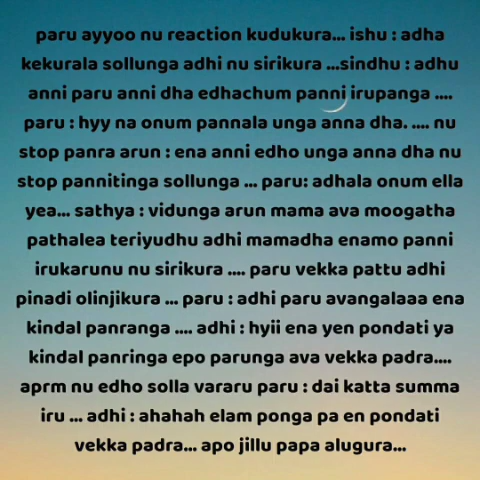 paru ayyoo nu reaction kudukura... ishu : adha
kekurala sollunga adhi nu sirikura ...sindhu : adhu
anni paru anni dha edhachum panni irupanga ....
paru : hyy na onum pannala unga anna dha. .... nu
stop panra arun : ena anni edho unga anna dha nu
stop pannitinga sollunga ... paru: adhala onum ella
yea... sathya : vidunga arun mama ava moogatha
pathalea teriyudhu adhi mamadha enamo panni
irukarunu nu sirikura .... paru vekka pattu adhi
pinadi olinjikura ... paru : adhi paru avangalaaa ena
kindal panranga .... adhi : hyii ena yen pondati ya
kindal panringa epo parunga ava vekka padra....
aprm nu edho solla vararu paru : dai katta summa
iru ... adhi : ahahah elam ponga pa en pondati
vekka padra... apo jillu papa alugura...